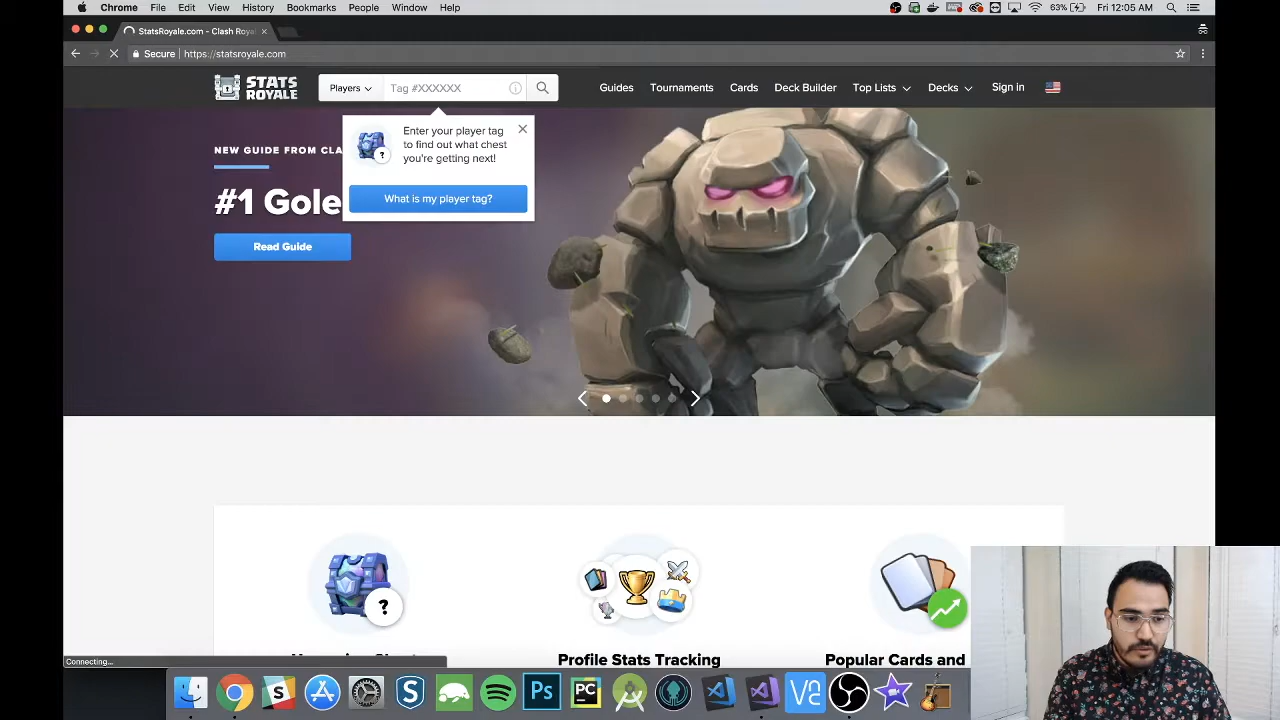 Chrome File Edit View History Bookmarks People Window Help
63% Fri 12:05 AM
StatsRoyale.com - Clash Roya
Secure https://statsroyale.com
STATS ROYALE
Players Tag #XXXXXX
Guides Tournaments Cards Deck Builder Top Lists Decks Sign in
Enter your player tag
to find out what chest
you're getting next!
What is my player tag?
NEW GUIDE FROM CLA
#1 Gole
Read Guide
?
?
Profile Stats Tracking
Popular Cards and
Connecting...
S
S
Ps
PC